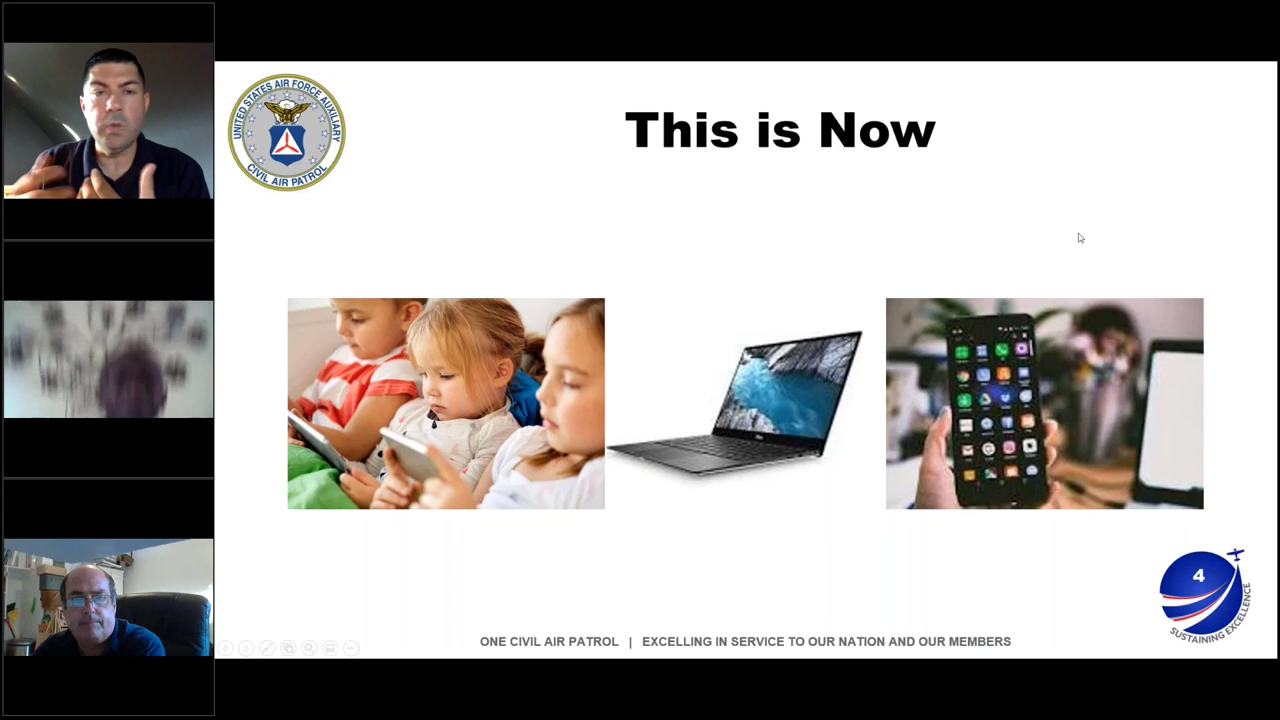 UNITED STATES AIR FORCE AUXILIARY
CIVIL AIR PATROL
This is Now
4
SUSTAINING EXCELLENCE
ONE CIVIL AIR PATROL | EXCELLING IN SERVICE TO OUR NATION AND OUR MEMBERS